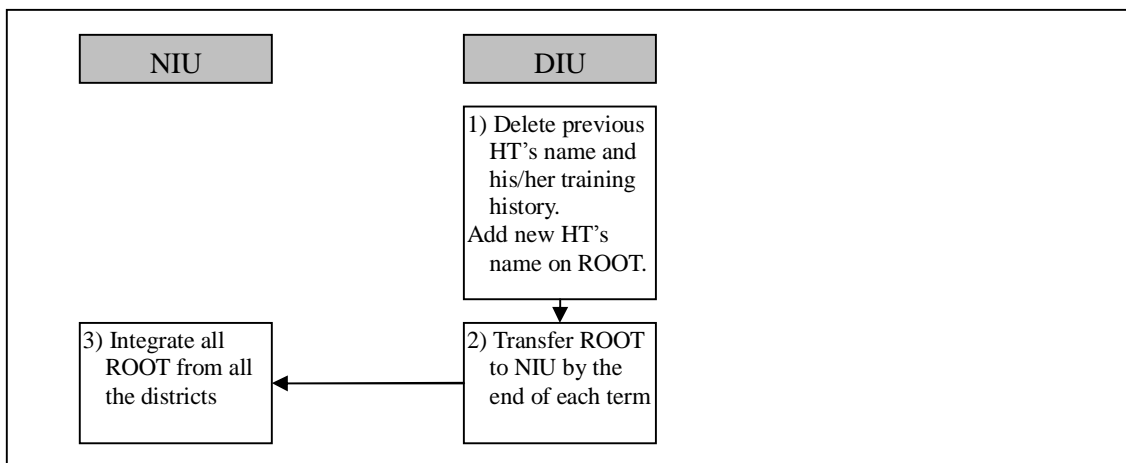 NIU
DIU
1) Delete previous
HT’s name and
his/her training
history.
Add new HT’s
name on ROOT.
2) Transfer ROOT
to NIU by the
end of each term
3) Integrate all
ROOT from all
the districts